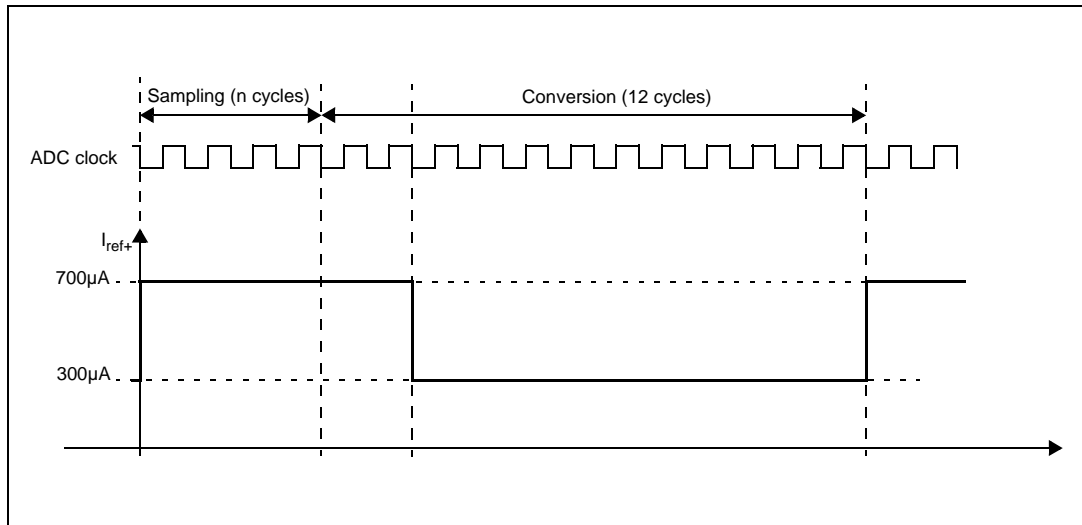 Sampling (n cycles)
Conversion (12 cycles)
ADC clock
Iref+
700µA
300µA